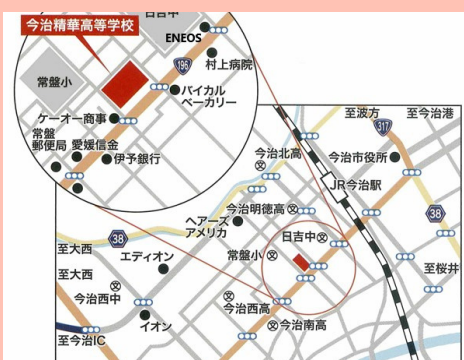 今治精華高等学校
日吉中
ENEOS
196
村上病院
常盤小
バイカル
ベーカリー
ケーオー商事
常盤
郵便局
愛媛信金
伊予銀行
至波方
至今治港
317
今治北高
今治市役所
JR今治駅
今治明徳高
ヘアーズ
アメリカ
日吉中
38
38
至大西
常盤小
エディオン
至桜井
至大西
今治西中
今治西高
イオン
今治南高
至今治IC